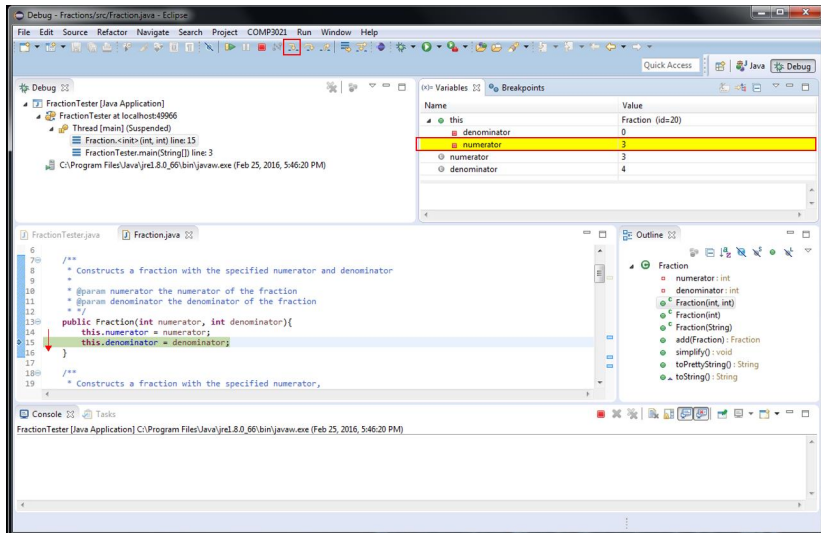 Debug - Fractions/src/Fraction.java - Eclipse
File Edit Source Refactor Navigate Search Project COMP3021 Run Window Help
Quick Access Java Debug
Debug
FractionTester [Java Application]
FractionTester at localhost:49966
Thread [main] (Suspended)
Fraction.<init>(int, int) line: 15
FractionTester.main(String[]) line: 3
C:\Program Files\Java\jre1.8.0_66\bin\javaw.exe (Feb 25, 2016, 5:46:20 PM)
(x)= Variables Breakpoints
Name Value
this Fraction (id=20)
denominator 0
numerator 3
numerator 3
denominator 4
FractionTester.java Fraction.java
6
7 /**
8 * Constructs a fraction with the specified numerator and denominator
9 *
10 * @param numerator the numerator of the fraction
11 * @param denominator the denominator of the fraction
12 * */
13 public Fraction(int numerator, int denominator){
14 this.numerator = numerator;
15 this.denominator = denominator;
16 }
17
18 /**
19 * Constructs a fraction with the specified numerator,
Outline
Fraction
numerator : int
denominator : int
Fraction(int, int)
Fraction(int)
Fraction(String)
add(Fraction) : Fraction
simplify() : void
toPrettyString() : String
toString() : String
Console Tasks
FractionTester [Java Application] C:\Program Files\Java\jre1.8.0_66\bin\javaw.exe (Feb 25, 2016, 5:46:20 PM)